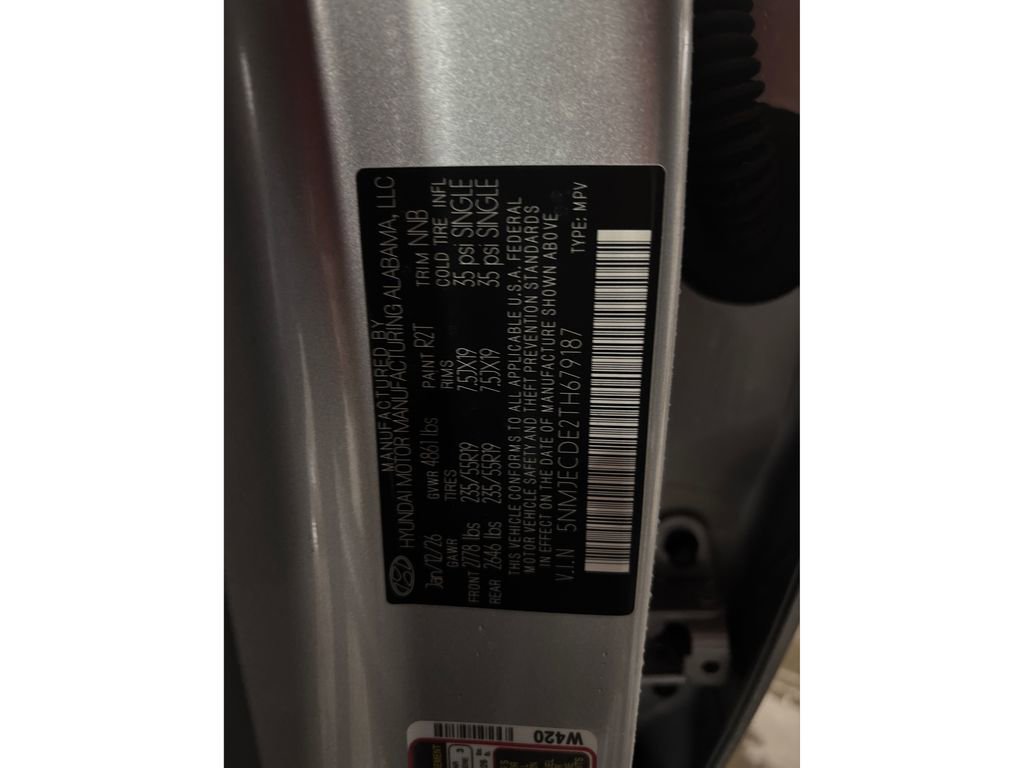 MANUFACTURED BY
HYUNDAI MOTOR MANUFACTURING ALABAMA, LLC
Jan/12/26 GVWR 4861 lbs PAINT R2T TRIM NNB
GAWR TIRES RIMS COLD TIRE INFL
FRONT 2778 lbs 235/55R19 7.5JX19 35 psi SINGLE
REAR 2646 lbs 235/55R19 7.5JX19 35 psi SINGLE
THIS VEHICLE CONFORMS TO ALL APPLICABLE U.S.A. FEDERAL
MOTOR VEHICLE SAFETY AND THEFT PREVENTION STANDARDS
IN EFFECT ON THE DATE OF MANUFACTURE SHOWN ABOVE
V.I.N 5NMJECDE2TH679187 TYPE: MPV
W420